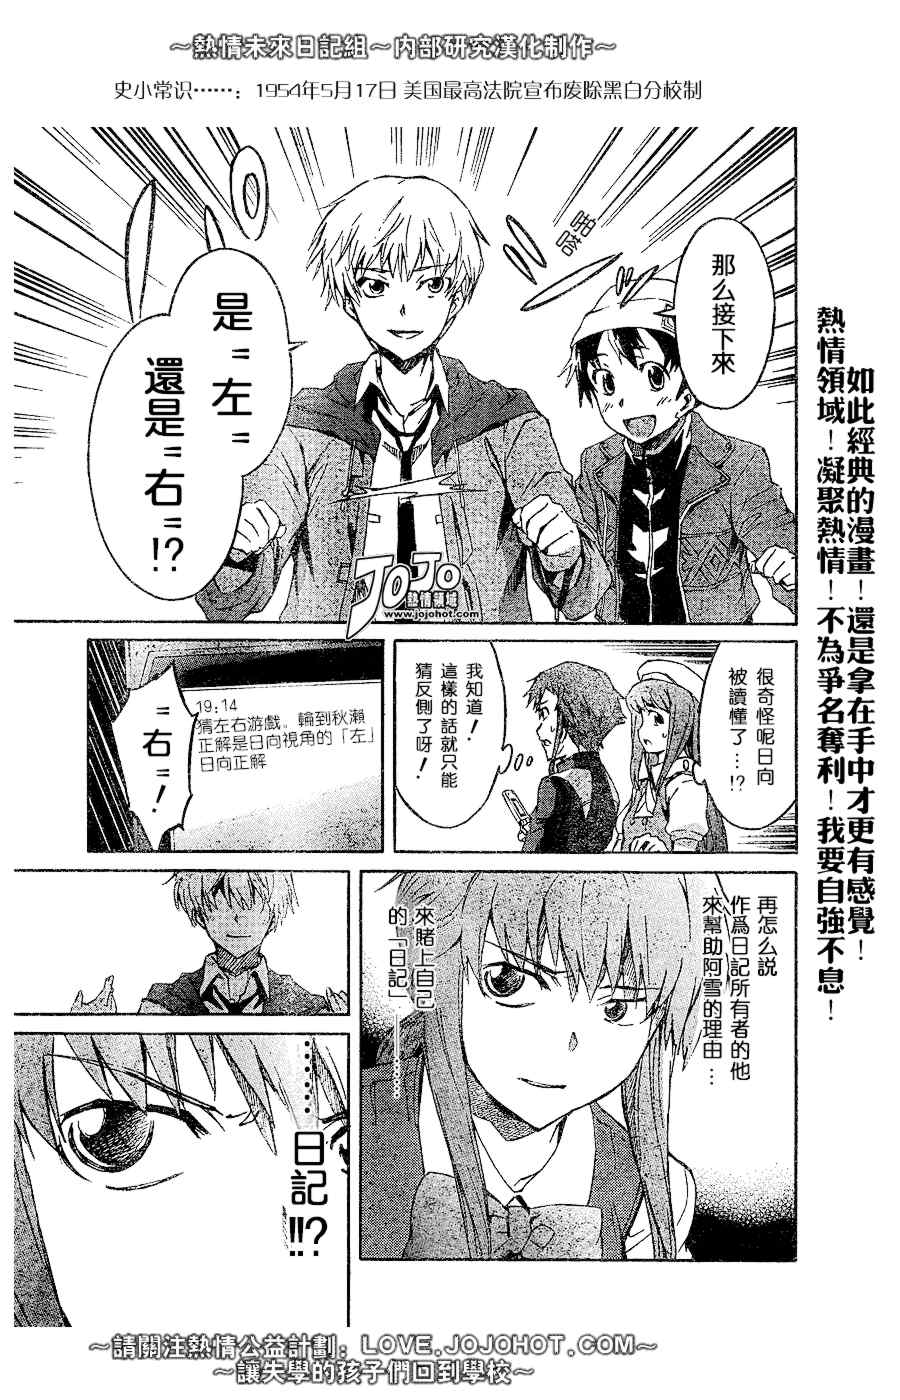 ～熱情未來日記組～內部研究漢化制作～
史小常识……：1954年5月17日 美国最高法院宣布废除黑白分校制
那么接下來
啪嗒
是〃左〃
還是〃右〃!?
JOJO
熱情領域
www.jojohot.com
如此經典的漫畫！還是拿在手中才更有感覺！
熱情領域！凝聚熱情！不為爭名奪利！我要自強不息！
很奇怪呢日向
被讀懂了…!?
我知道！
這樣的話就只能
猜反側了呀！
19:14
猜左右游戲。輪到秋瀨
正解是日向視角的「左」
日向正解
〃右〃！
再怎么說
作爲日記所有者的他
來幫助阿雪的理由…
來賭上自己
的「日記」
………
……
日記!!?
～請關注熱情公益計劃：LOVE.JOJOHOT.COM～
～讓失學的孩子們回到學校～